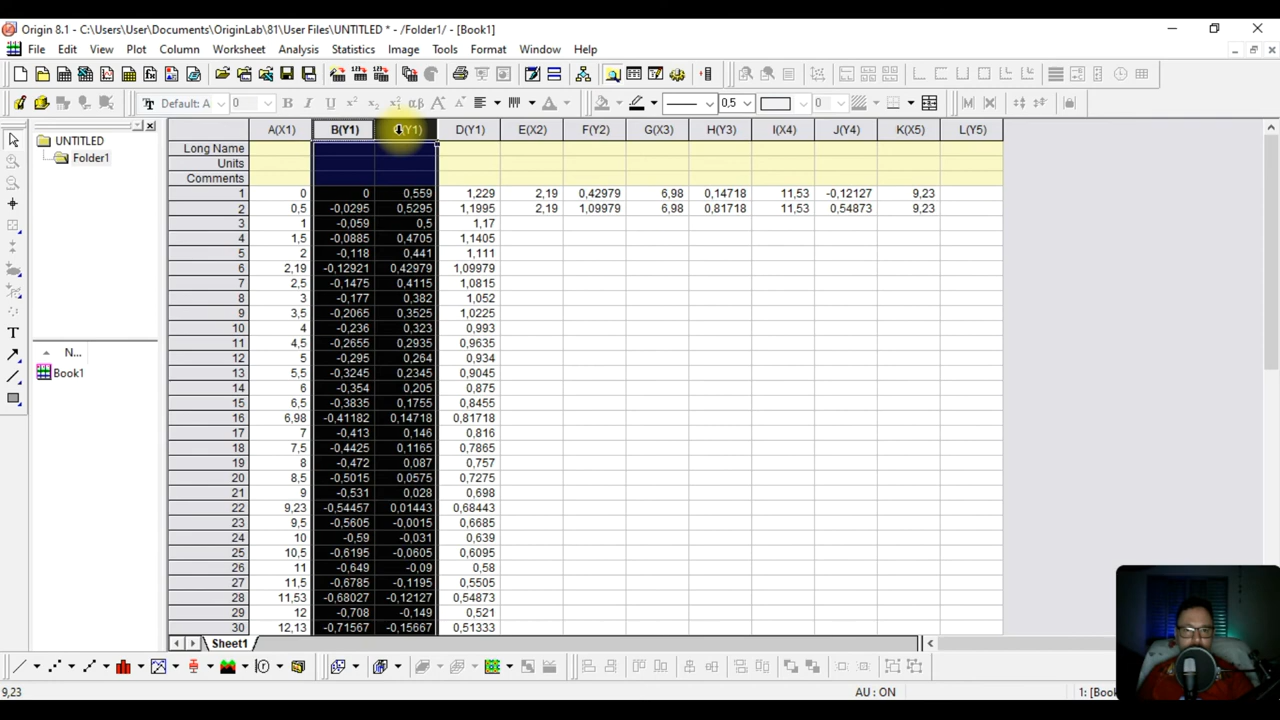 Origin 8.1 - C:\Users\User\Documents\OriginLab\81\User Files\UNTITLED * - /Folder1/ - [Book1]
File Edit View Plot Column Worksheet Analysis Statistics Image Tools Format Window Help
Default: A 0 B I U αβ A 0,5 0
UNTITLED
Folder1
N...
Book1
A(X1) B(Y1) (Y1) D(Y1) E(X2) F(Y2) G(X3) H(Y3) I(X4) J(Y4) K(X5) L(Y5)
Long Name
Units
Comments
1 0 0 0,559 1,229 2,19 0,42979 6,98 0,14718 11,53 -0,12127 9,23
2 0,5 -0,0295 0,5295 1,1995 2,19 1,09979 6,98 0,81718 11,53 0,54873 9,23
3 1 -0,059 0,5 1,17
4 1,5 -0,0885 0,4705 1,1405
5 2 -0,118 0,441 1,111
6 2,19 -0,12921 0,42979 1,09979
7 2,5 -0,1475 0,4115 1,0815
8 3 -0,177 0,382 1,052
9 3,5 -0,2065 0,3525 1,0225
10 4 -0,236 0,323 0,993
11 4,5 -0,2655 0,2935 0,9635
12 5 -0,295 0,264 0,934
13 5,5 -0,3245 0,2345 0,9045
14 6 -0,354 0,205 0,875
15 6,5 -0,3835 0,1755 0,8455
16 6,98 -0,41182 0,14718 0,81718
17 7 -0,413 0,146 0,816
18 7,5 -0,4425 0,1165 0,7865
19 8 -0,472 0,087 0,757
20 8,5 -0,5015 0,0575 0,7275
21 9 -0,531 0,028 0,698
22 9,23 -0,54457 0,01443 0,68443
23 9,5 -0,5605 -0,0015 0,6685
24 10 -0,59 -0,031 0,639
25 10,5 -0,6195 -0,0605 0,6095
26 11 -0,649 -0,09 0,58
27 11,5 -0,6785 -0,1195 0,5505
28 11,53 -0,68027 -0,12127 0,54873
29 12 -0,708 -0,149 0,521
30 12,13 -0,71567 -0,15667 0,51333
Sheet1
9,23 AU : ON 1: [Boo